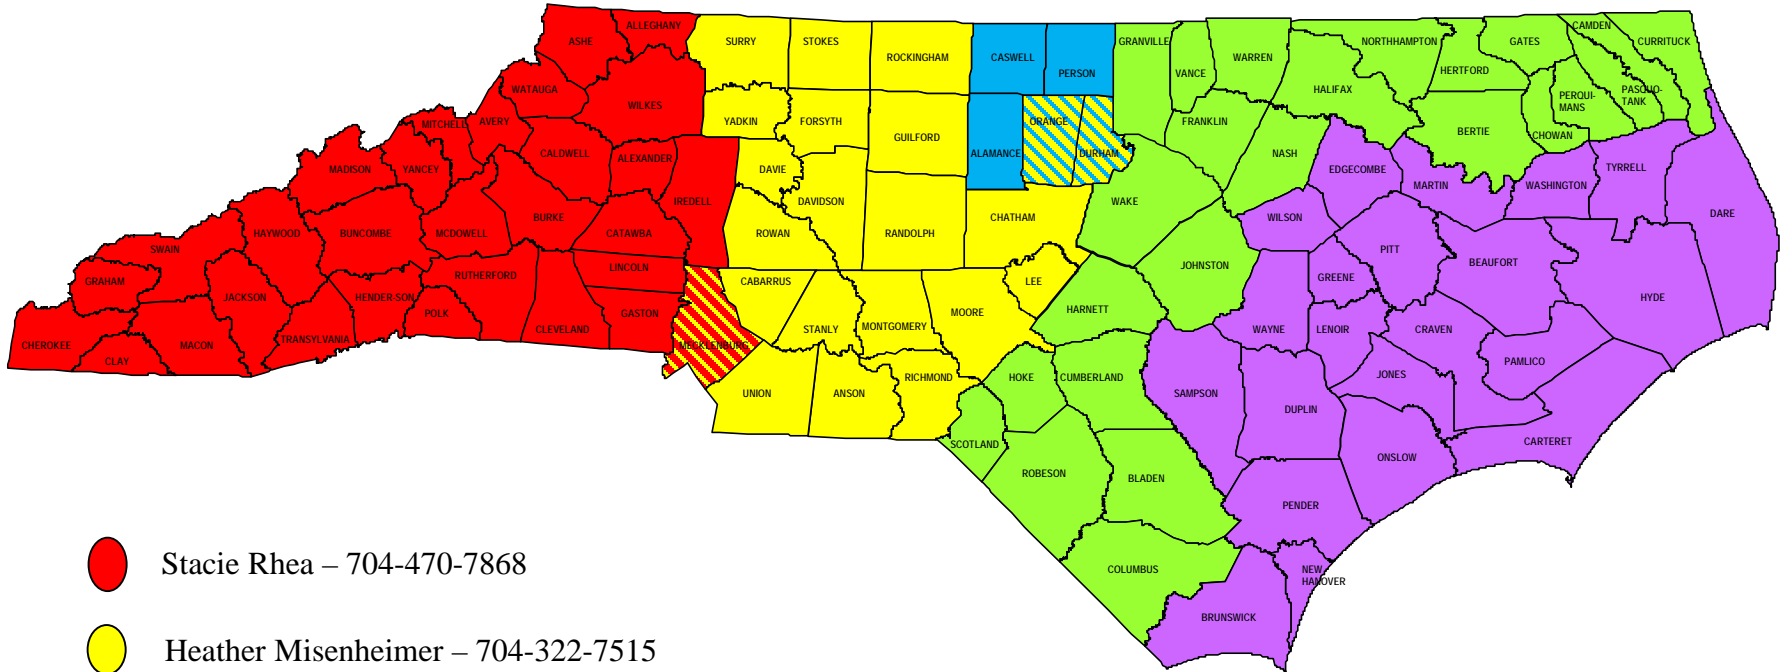 ALLEGHANY
ASHE
SURRY
STOKES
ROCKINGHAM
CASWELL
PERSON
GRANVILLE
VANCE
WARREN
NORTHHAMPTON
GATES
CAMDEN
CURRITUCK
HERTFORD
HALIFAX
WATAUGA
WILKES
YADKIN
FORSYTH
GUILFORD
ALAMANCE
ORANGE
DURHAM
FRANKLIN
NASH
BERTIE
PERQUI-
MANS
PASQUO-
TANK
CHOWAN
MITCHELL
AVERY
CALDWELL
ALEXANDER
IREDELL
DAVIE
DAVIDSON
RANDOLPH
CHATHAM
WAKE
EDGECOMBE
MARTIN
WASHINGTON
TYRRELL
DARE
MADISON
YANCEY
BURKE
CATAWBA
ROWAN
WILSON
PITT
BEAUFORT
HYDE
SWAIN
HAYWOOD
BUNCOMBE
MCDOWELL
LINCOLN
CABARRUS
LEE
JOHNSTON
GREENE
GRAHAM
JACKSON
HENDER-SON
RUTHERFORD
POLK
CLEVELAND
GASTON
MECKLENBURG
STANLY
MONTGOMERY
MOORE
HARNETT
WAYNE
LENOIR
CRAVEN
PAMLICO
CHEROKEE
CLAY
MACON
TRANSYLVANIA
UNION
ANSON
RICHMOND
HOKE
CUMBERLAND
SAMPSON
DUPLIN
JONES
CARTERET
SCOTLAND
ROBESON
BLADEN
ONSLOW
PENDER
COLUMBUS
NEW
HANOVER
BRUNSWICK
Stacie Rhea – 704-470-7868
Heather Misenheimer – 704-322-7515